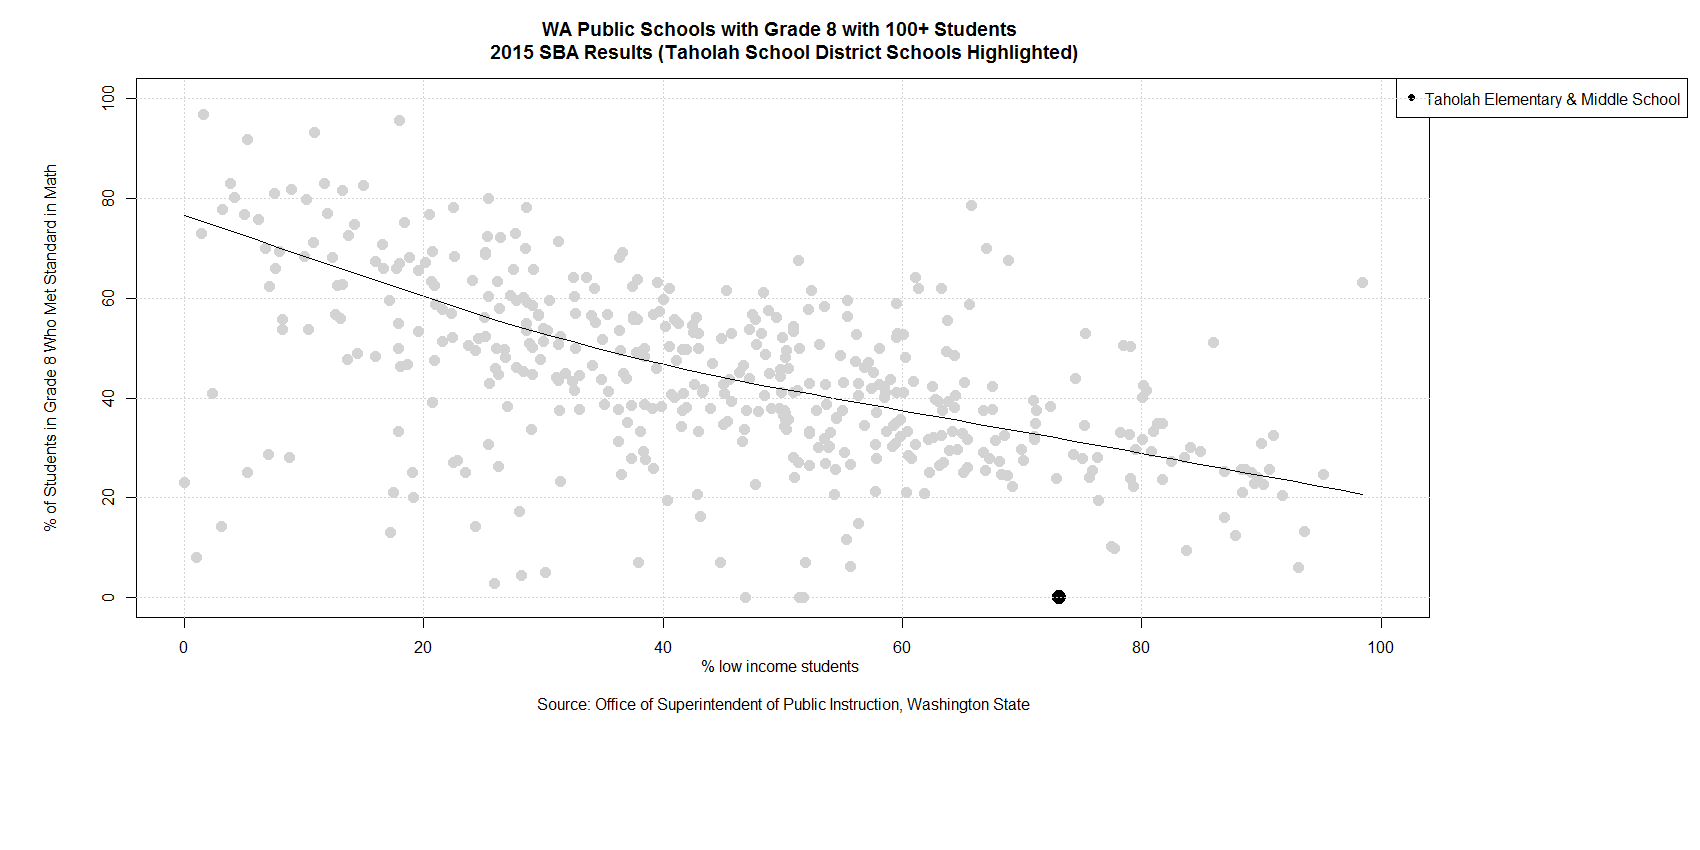 WA Public Schools with Grade 8 with 100+ Students
2015 SBA Results (Taholah School District Schools Highlighted)
Taholah Elementary & Middle School
% of Students in Grade 8 Who Met Standard in Math
100
80
60
40
20
0
0 20 40 60 80 100
% low income students
Source: Office of Superintendent of Public Instruction, Washington State